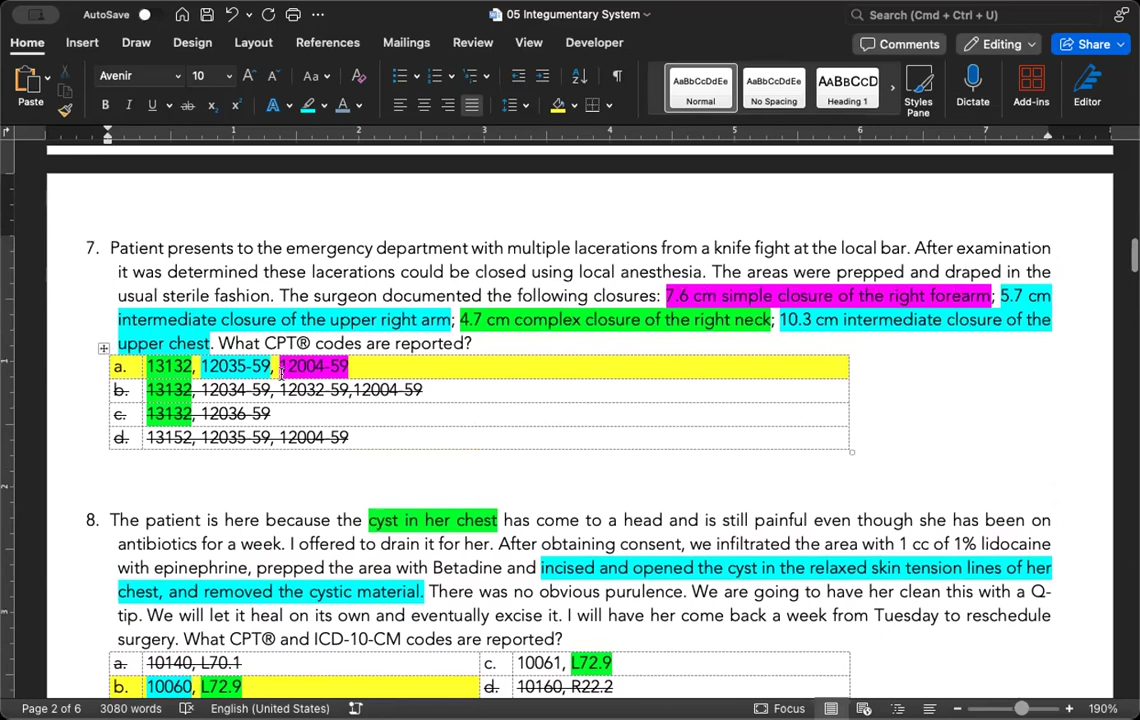 AutoSave
05 Integumentary System
Search (Cmd + Ctrl + U)
Home Insert Draw Design Layout References Mailings Review View Developer
Comments Editing Share
Paste Avenir 10 Aa
B I U ab x₂ x² A A
AaBbCcDdEe AaBbCcDdEe AaBbCcD
Normal No Spacing Heading 1
Styles Pane Dictate Add-ins Editor
1 2 3 4 5 6 7
7. Patient presents to the emergency department with multiple lacerations from a knife fight at the local bar. After examination
it was determined these lacerations could be closed using local anesthesia. The areas were prepped and draped in the
usual sterile fashion. The surgeon documented the following closures: 7.6 cm simple closure of the right forearm; 5.7 cm
intermediate closure of the upper right arm; 4.7 cm complex closure of the right neck; 10.3 cm intermediate closure of the
upper chest. What CPT® codes are reported?
a. 13132, 12035-59, 12004-59
b. 13132, 12034-59, 12032-59,12004-59
c. 13132, 12036-59
d. 13152, 12035-59, 12004-59
8. The patient is here because the cyst in her chest has come to a head and is still painful even though she has been on
antibiotics for a week. I offered to drain it for her. After obtaining consent, we infiltrated the area with 1 cc of 1% lidocaine
with epinephrine, prepped the area with Betadine and incised and opened the cyst in the relaxed skin tension lines of her
chest, and removed the cystic material. There was no obvious purulence. We are going to have her clean this with a Q-
tip. We will let it heal on its own and eventually excise it. I will have her come back a week from Tuesday to reschedule
surgery. What CPT® and ICD-10-CM codes are reported?
a. 10140, L70.1 c. 10061, L72.9
b. 10060, L72.9 d. 10160, R22.2
Page 2 of 6 3080 words English (United States) Focus 190%